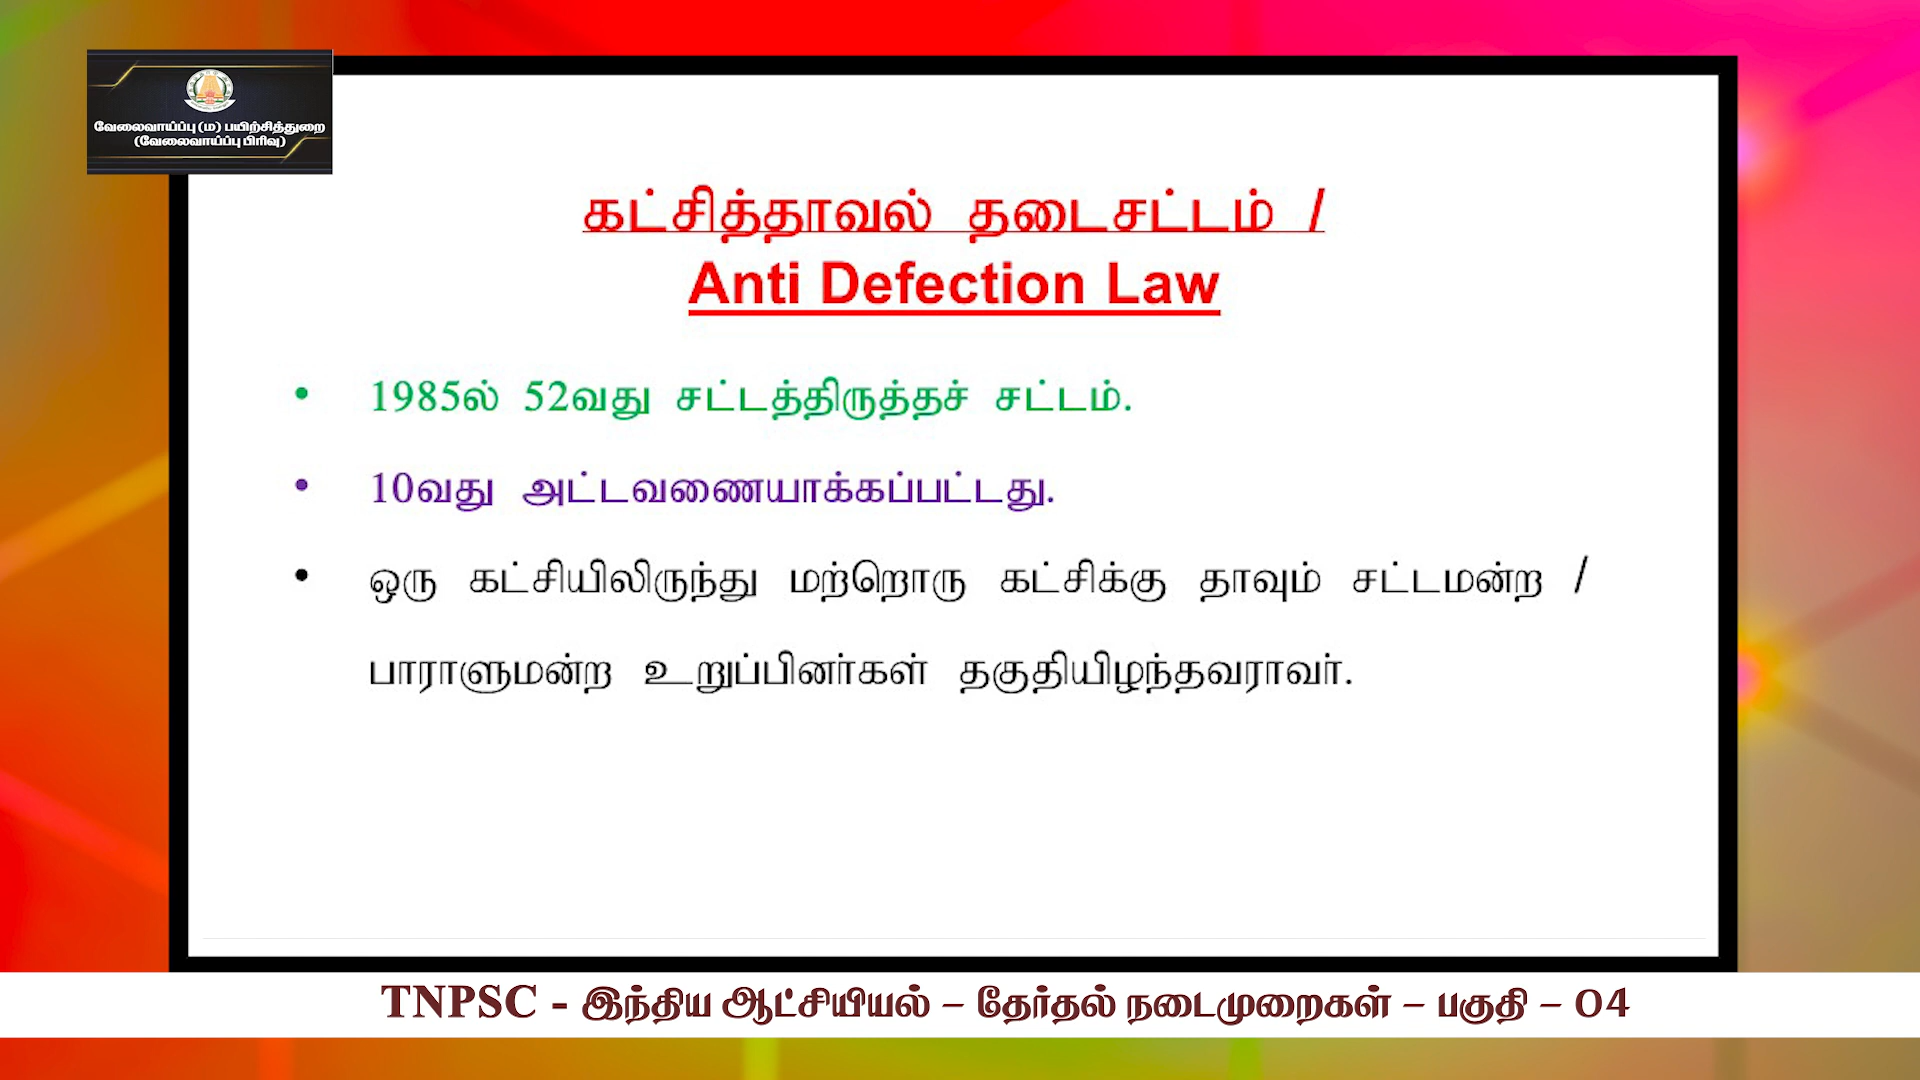 வேலைவாய்ப்பு (ம) பயிற்சித்துறை
(வேலைவாய்ப்பு பிரிவு)
கட்சித்தாவல் தடைசட்டம் /
Anti Defection Law
• 1985ல் 52வது சட்டத்திருத்தச் சட்டம்.
• 10வது அட்டவணையாக்கப்பட்டது.
• ஒரு கட்சியிலிருந்து மற்றொரு கட்சிக்கு தாவும் சட்டமன்ற /
பாராளுமன்ற உறுப்பினர்கள் தகுதியிழந்தவராவர்.
TNPSC - இந்திய ஆட்சியியல் – தேர்தல் நடைமுறைகள் – பகுதி – 04